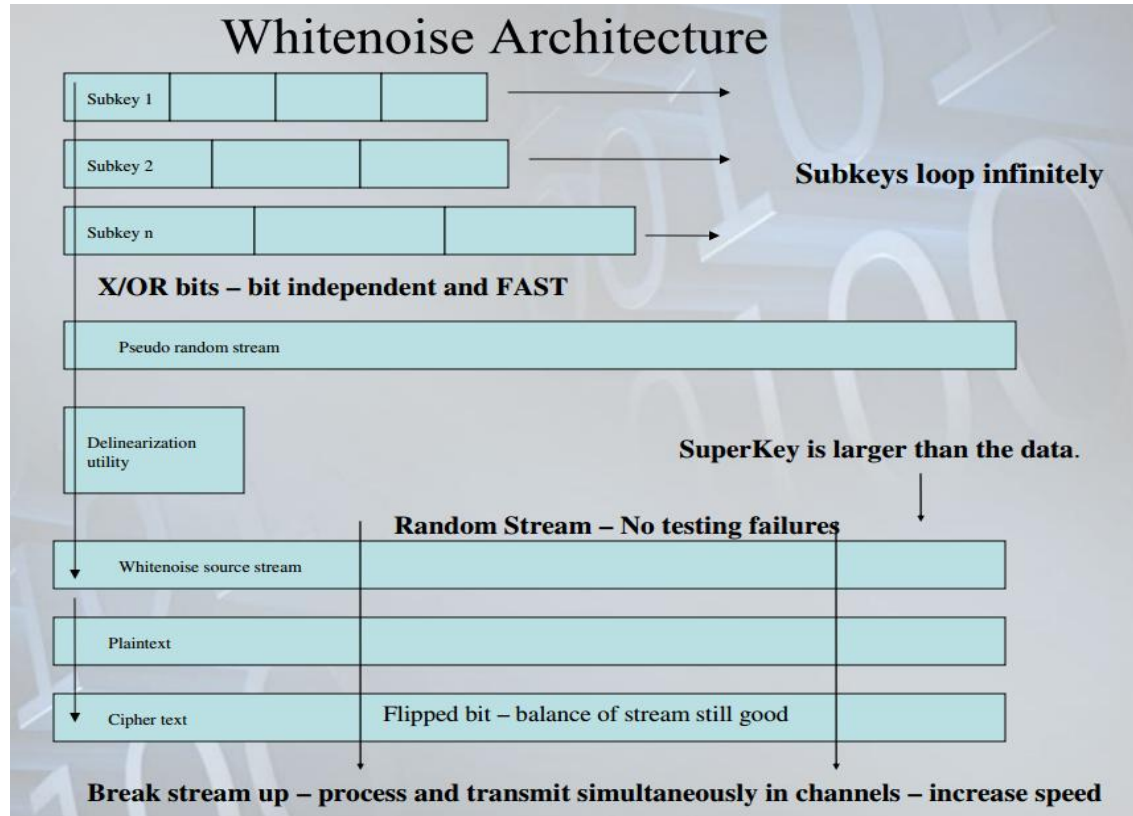 Whitenoise Architecture
Subkey 1
Subkey 2
Subkeys loop infinitely
Subkey n
X/OR bits – bit independent and FAST
Pseudo random stream
Delinearization
utility
SuperKey is larger than the data.
Random Stream – No testing failures
Whitenoise source stream
Plaintext
Cipher text
Flipped bit – balance of stream still good
Break stream up – process and transmit simultaneously in channels – increase speed